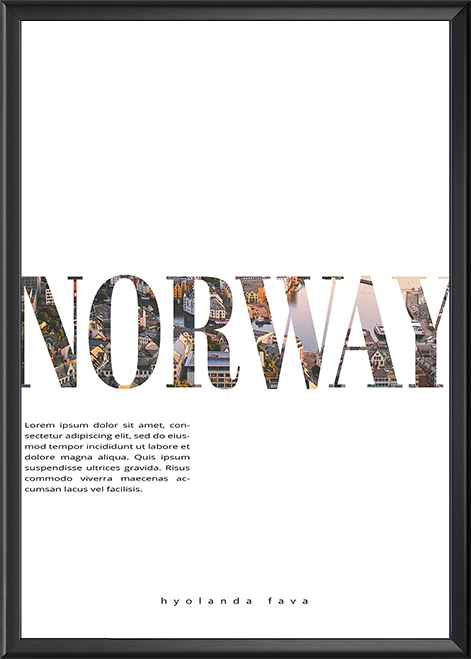 NORWAY
Lorem ipsum dolor sit amet, con-
sectetur adipiscing elit, sed do eius-
mod tempor incididunt ut labore et
dolore magna aliqua. Quis ipsum
suspendisse ultrices gravida. Risus
commodo viverra maecenas ac-
cumsan lacus vel facilisis.
hyolanda fava